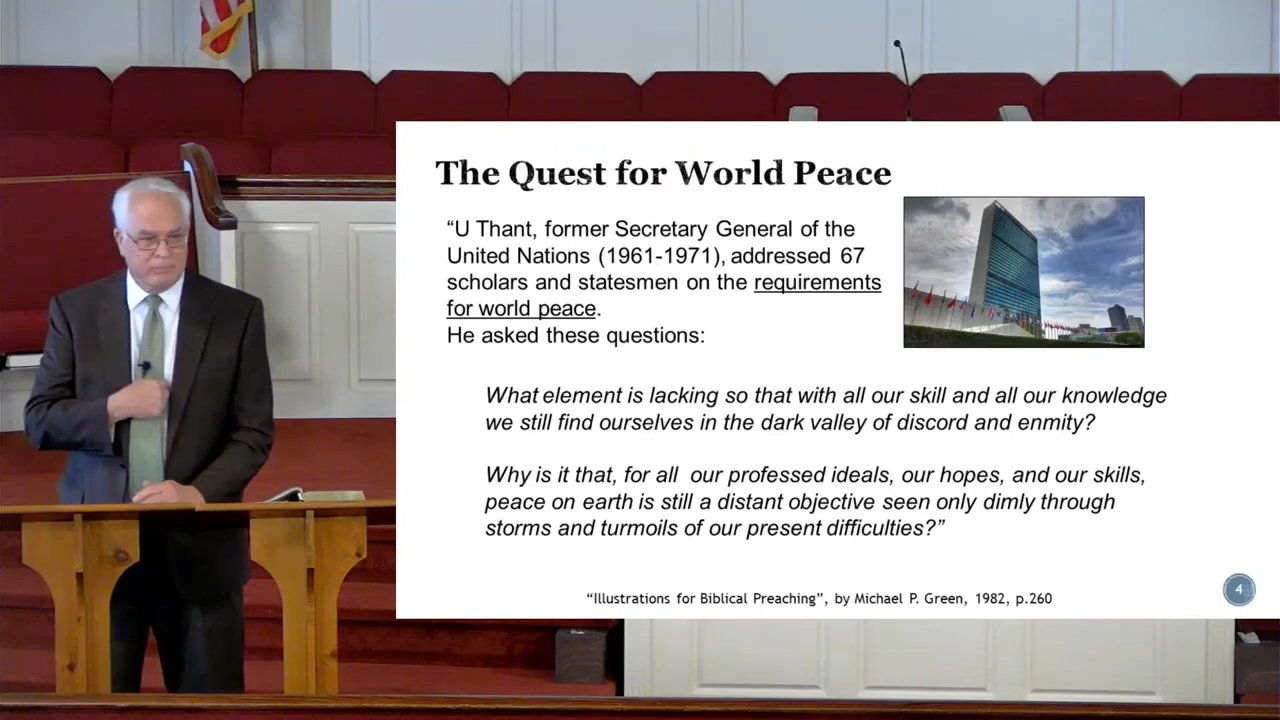 The Quest for World Peace
“U Thant, former Secretary General of the
United Nations (1961-1971), addressed 67
scholars and statesmen on the requirements
for world peace.
He asked these questions:
What element is lacking so that with all our skill and all our knowledge
we still find ourselves in the dark valley of discord and enmity?
Why is it that, for all our professed ideals, our hopes, and our skills,
peace on earth is still a distant objective seen only dimly through
storms and turmoils of our present difficulties?”
“Illustrations for Biblical Preaching”, by Michael P. Green, 1982, p.260
4